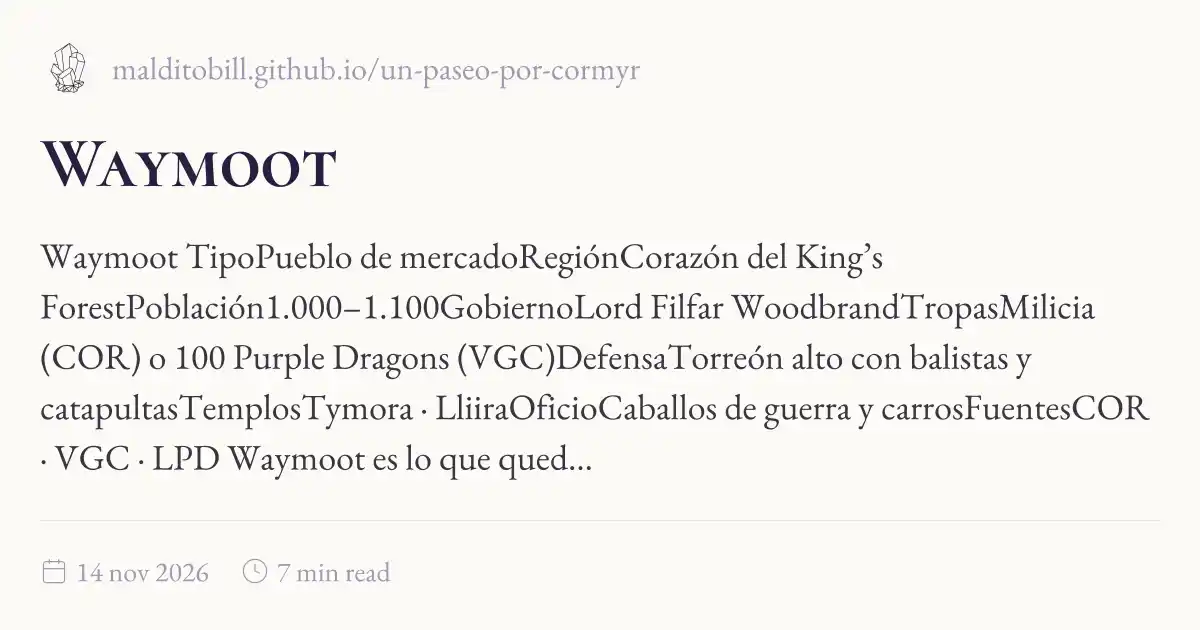 malditobill.github.io/un-paseo-por-cormyr
Waymoot
Waymoot TipoPueblo de mercadoRegiónCorazón del King’s
ForestPoblación1.000–1.100GobiernoLord Filfar WoodbrandTropasMilicia
(COR) o 100 Purple Dragons (VGC)DefensaTorreón alto con balistas y
catapultasTemplosTymora · LliiraOficioCaballos de guerra y carrosFuentesCOR
· VGC · LPD Waymoot es lo que qued...
14 nov 2026
7 min read